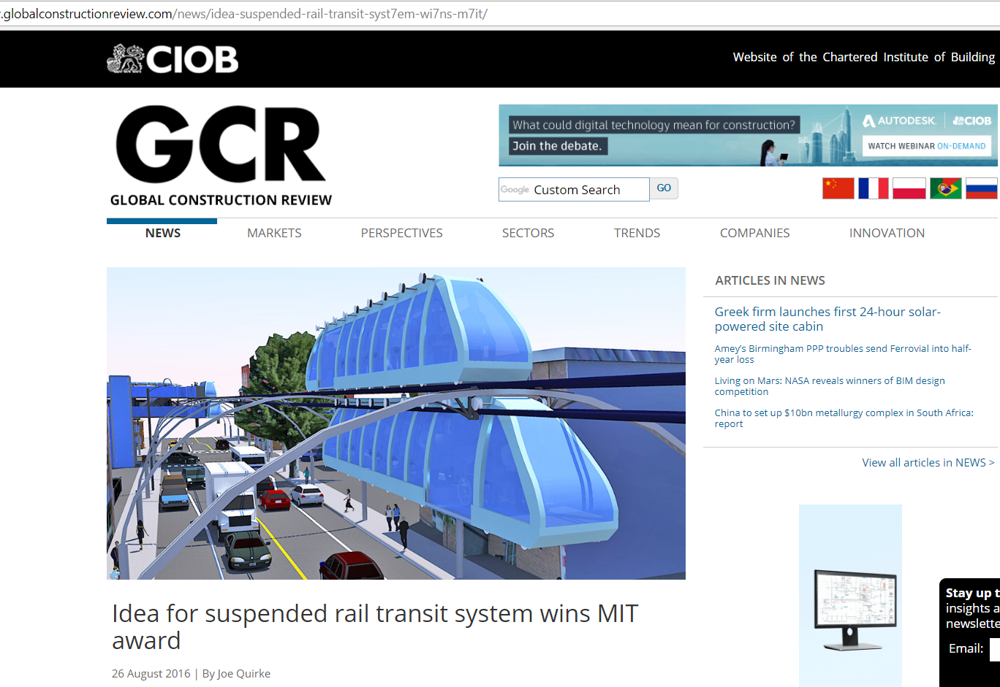 .globalconstructionreview.com/news/idea-suspended-rail-transit-syst7em-wi7ns-m7it/
CIOB
Website of the Chartered Institute of Building
GCR
GLOBAL CONSTRUCTION REVIEW
What could digital technology mean for construction?
Join the debate.
AUTODESK.
CIOB
WATCH WEBINAR ON-DEMAND
Google Custom Search
GO
NEWS
MARKETS
PERSPECTIVES
SECTORS
TRENDS
COMPANIES
INNOVATION
ARTICLES IN NEWS
Greek firm launches first 24-hour solar-
powered site cabin
Amey's Birmingham PPP troubles send Ferrovial into half-
year loss
Living on Mars: NASA reveals winners of BIM design
competition
China to set up $10bn metallurgy complex in South Africa:
report
View all articles in NEWS >
Idea for suspended rail transit system wins MIT
award
26 August 2016 | By Joe Quirke
Stay up t
insights a
newslette
Email: